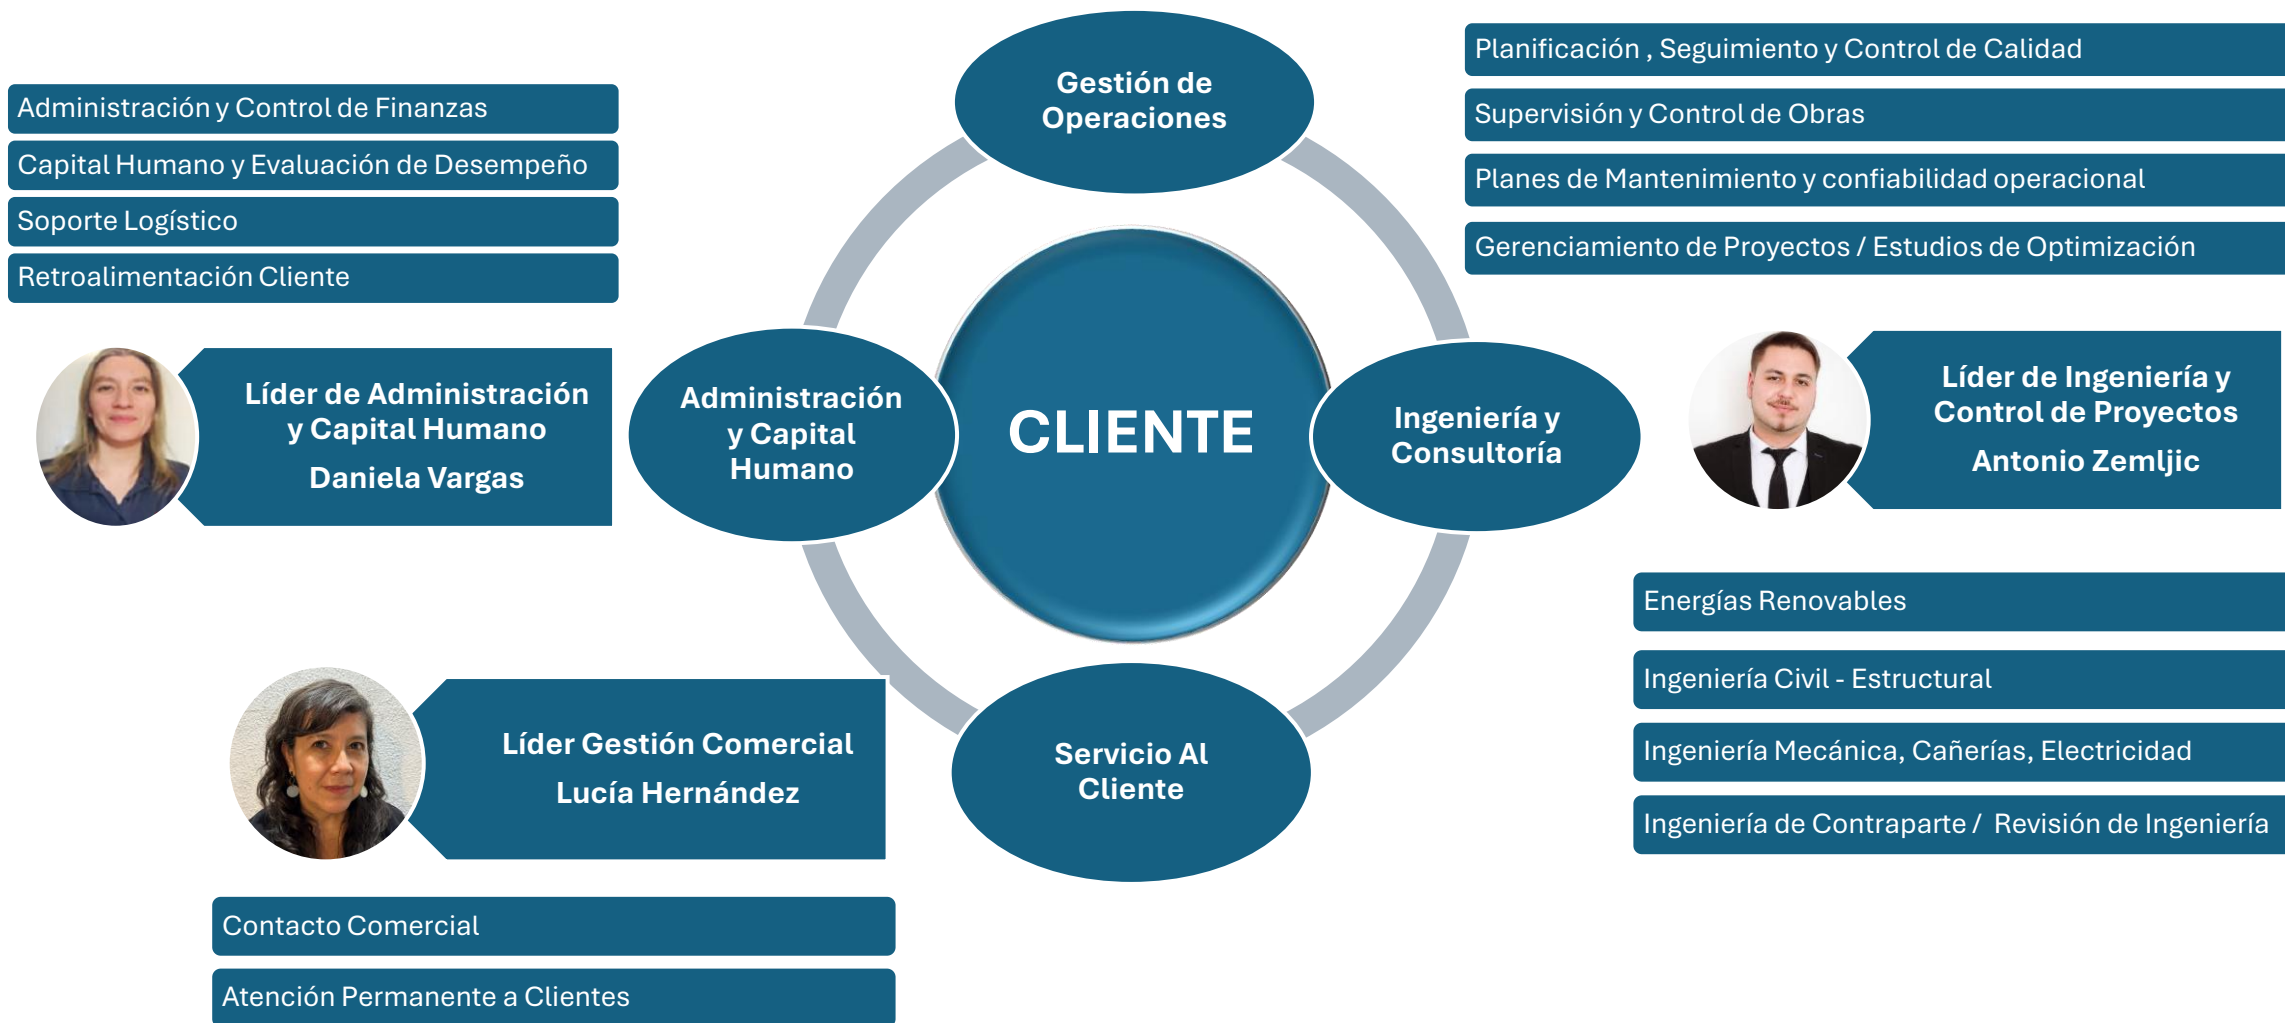 Gestión de
Operaciones
Planificación , Seguimiento y Control de Calidad
Supervisión y Control de Obras
Planes de Mantenimiento y confiabilidad operacional
Gerenciamiento de Proyectos / Estudios de Optimización
Administración y Control de Finanzas
Capital Humano y Evaluación de Desempeño
Soporte Logístico
Retroalimentación Cliente
Líder de Administración
y Capital Humano
Daniela Vargas
Administración
y Capital
Humano
CLIENTE
Ingeniería y
Consultoría
Líder de Ingeniería y
Control de Proyectos
Antonio Zemljic
Energías Renovables
Ingeniería Civil - Estructural
Ingeniería Mecánica, Cañerías, Electricidad
Ingeniería de Contraparte / Revisión de Ingeniería
Líder Gestión Comercial
Lucía Hernández
Servicio Al
Cliente
Contacto Comercial
Atención Permanente a Clientes